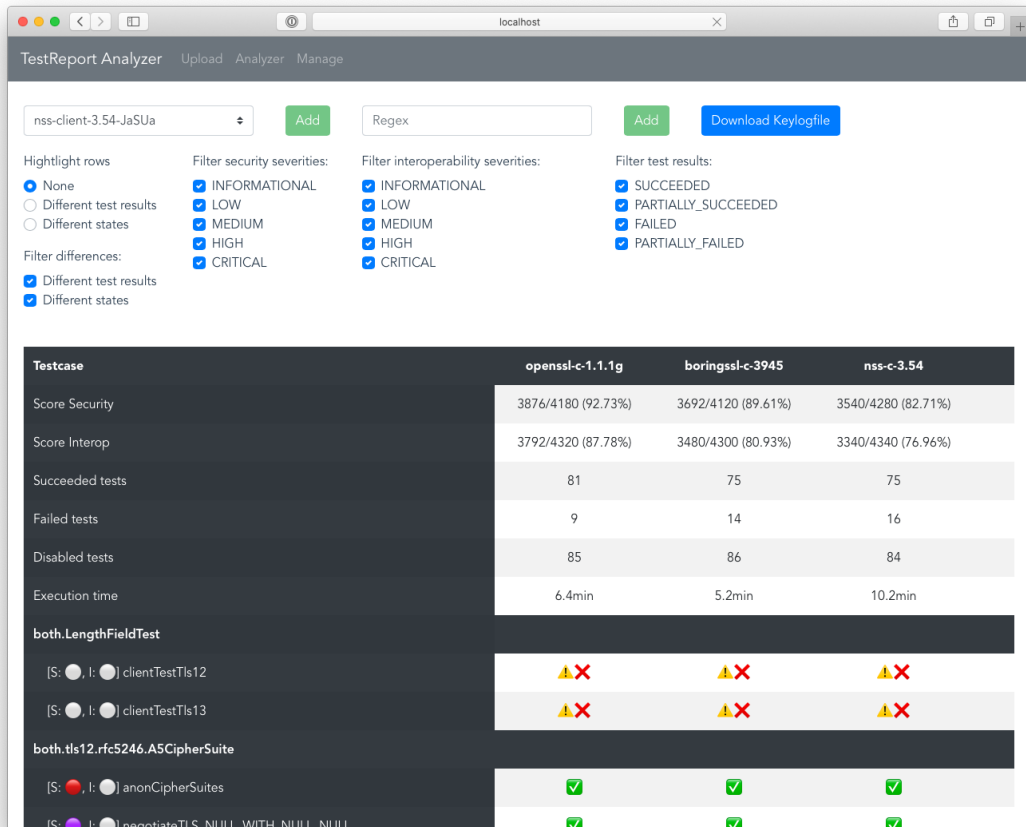 localhost
TestReport Analyzer Upload Analyzer Manage
nss-client-3.54-JaSUa Add Regex Add Download Keylogfile
Hightlight rows Filter security severities: Filter interoperability severities: Filter test results:
None INFORMATIONAL INFORMATIONAL SUCCEEDED
Different test results LOW LOW PARTIALLY_SUCCEEDED
Different states MEDIUM MEDIUM FAILED
HIGH HIGH PARTIALLY_FAILED
Filter differences: CRITICAL CRITICAL
Different test results
Different states
Testcase openssl-c-1.1.1g boringssl-c-3945 nss-c-3.54
Score Security 3876/4180 (92.73%) 3692/4120 (89.61%) 3540/4280 (82.71%)
Score Interop 3792/4320 (87.78%) 3480/4300 (80.93%) 3340/4340 (76.96%)
Succeeded tests 81 75 75
Failed tests 9 14 16
Disabled tests 85 86 84
Execution time 6.4min 5.2min 10.2min
both.LengthFieldTest
[S: , I: ] clientTestTls12
[S: , I: ] clientTestTls13
both.tls12.rfc5246.A5CipherSuite
[S: , I: ] anonCipherSuites
[S: , I: ] negotiateTLS_NULL_WITH_NULL_NULL